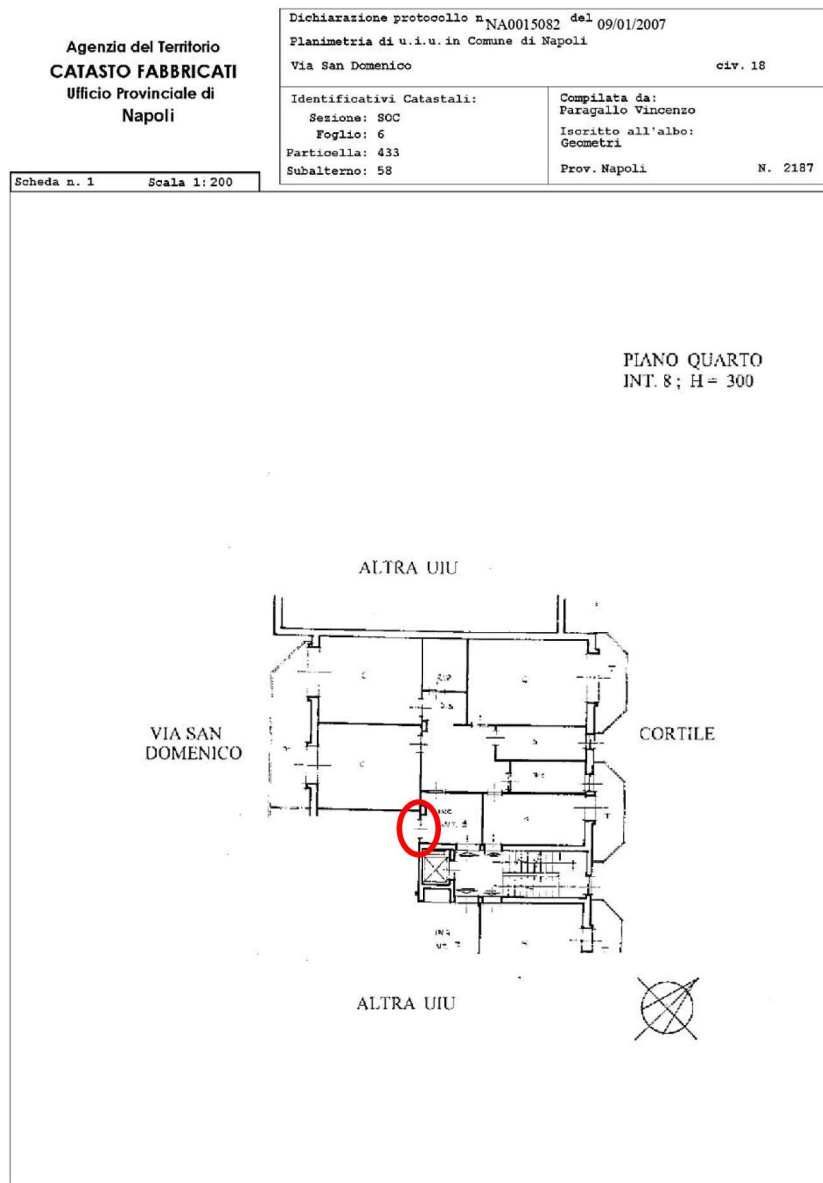 Agenzia del Territorio
CATASTO FABBRICATI
Ufficio Provinciale di
Napoli
Scheda n. 1 Scala 1:200
Dichiarazione protocollo n. NA0015082 del 09/01/2007
Planimetria di u.i.u. in Comune di Napoli
Via San Domenico civ. 18
Identificativi Catastali:
Sezione: SOC
Foglio: 6
Particella: 433
Subalterno: 58
Compilata da:
Paragallo Vincenzo
Iscritto all'albo:
Geometri
Prov. Napoli N. 2187
PIANO QUARTO
INT. 8 ; H = 300
ALTRA UIU
VIA SAN
DOMENICO
CORTILE
ALTRA UIU